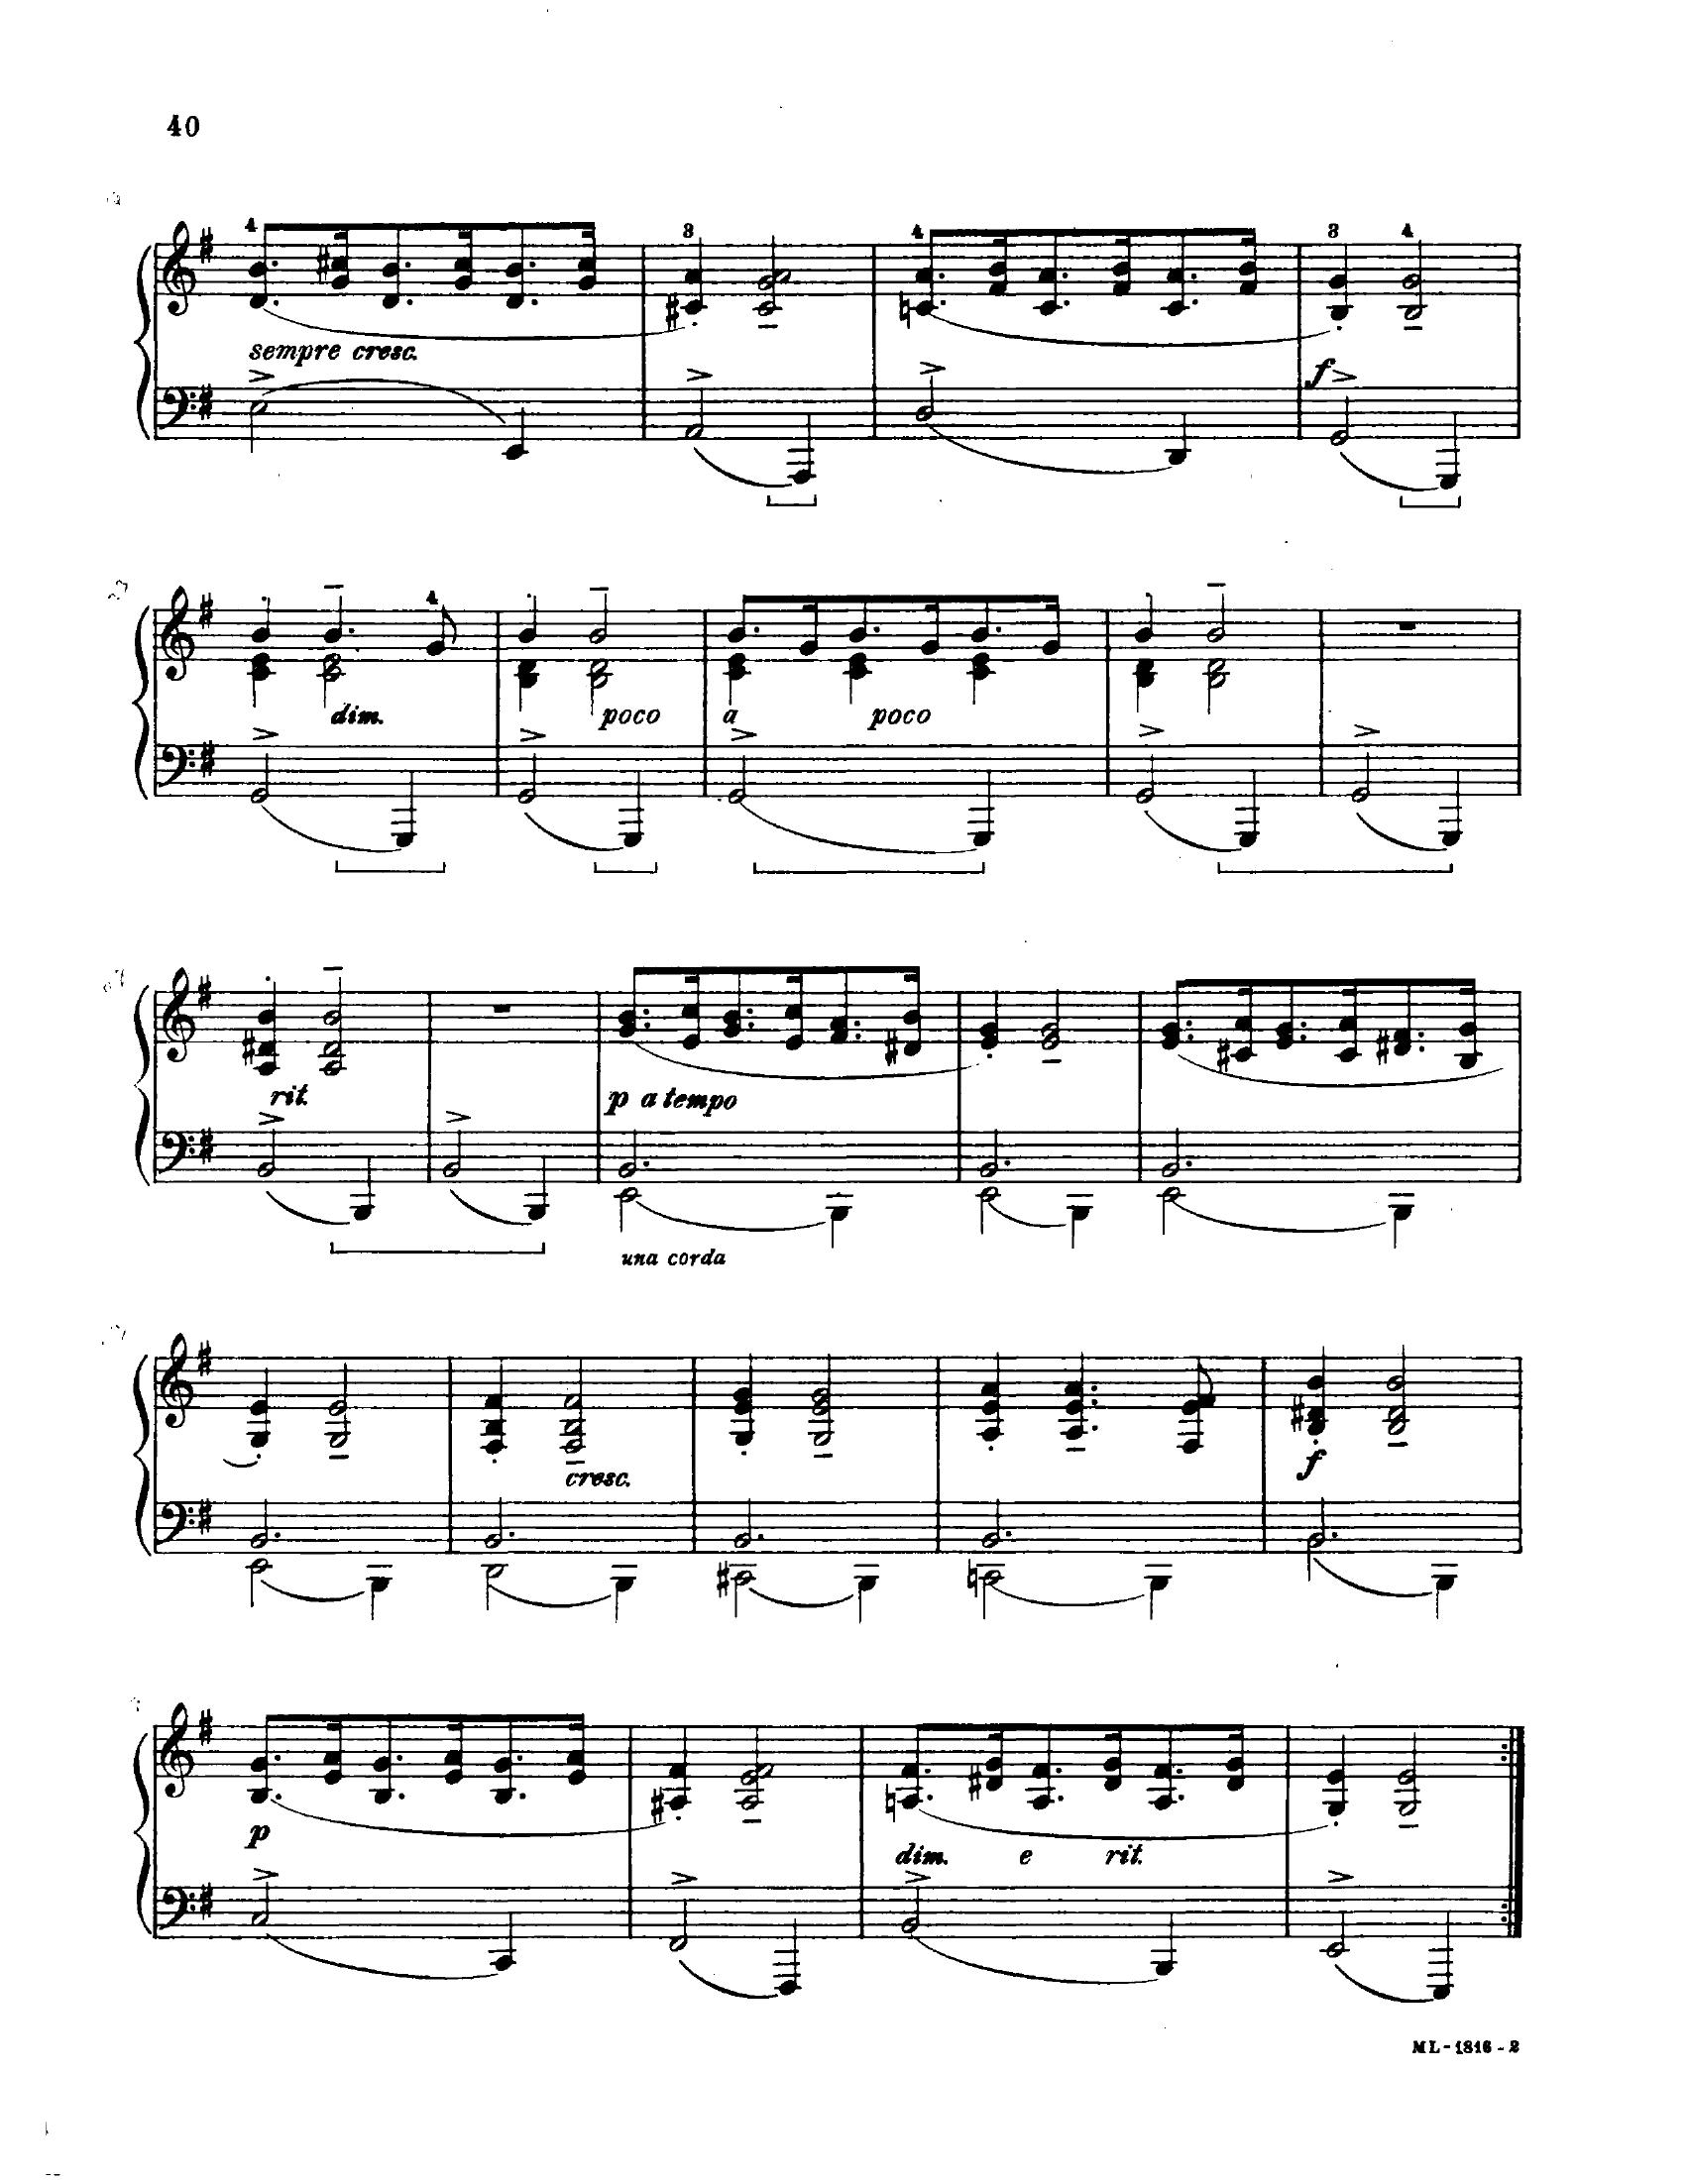 40
4 3 4 3 4
sempre cresc.
f
4
dim. poco a poco
rit. p a tempo
una corda
cresc. f
p dim. e rit.
ML-1816-2